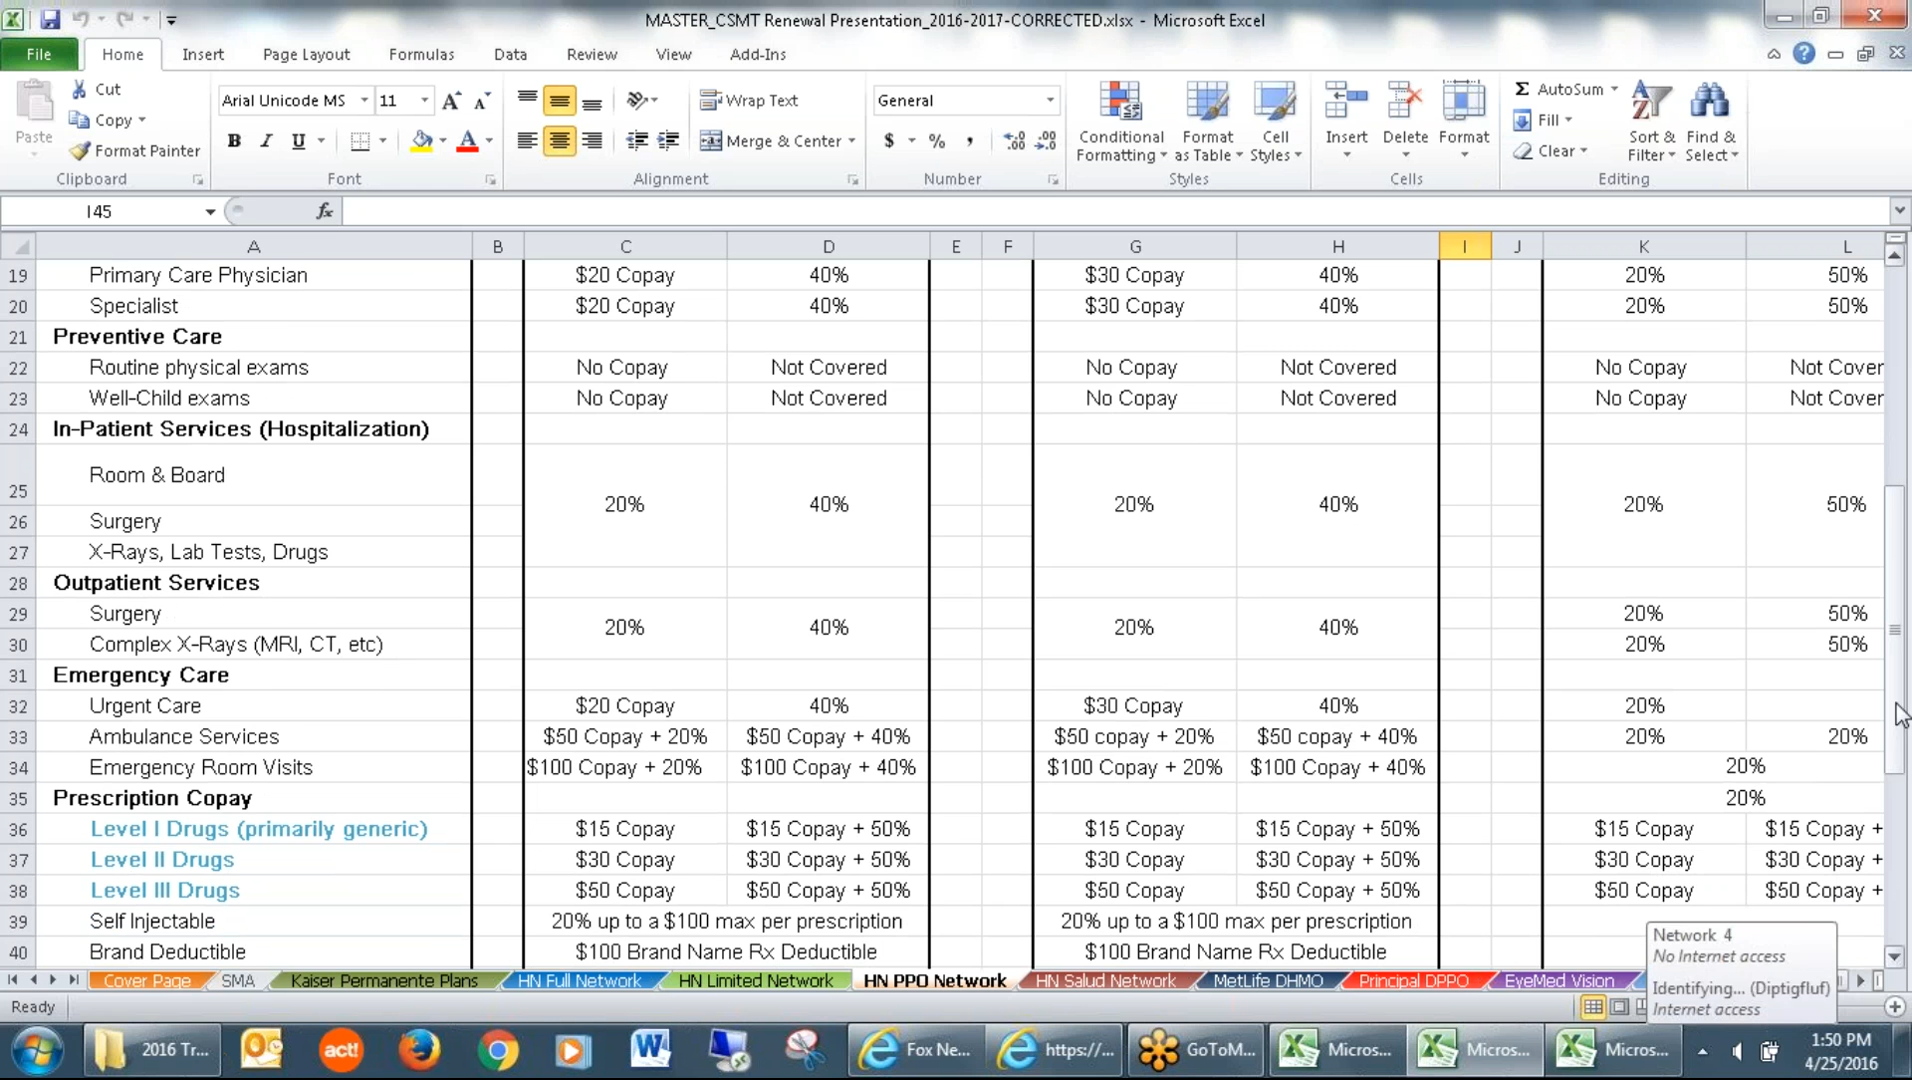 MASTER_CSMT Renewal Presentation_2016-2017-CORRECTED.xlsx - Microsoft Excel
File Home Insert Page Layout Formulas Data Review View Add-Ins
Paste Cut Copy Format Painter Clipboard
Arial Unicode MS 11 B I U A Font
Wrap Text Merge & Center Alignment
General $ % , Number
Conditional Formatting Format as Table Cell Styles Styles
Insert Delete Format Cells
Σ AutoSum Fill Clear Sort & Filter Find & Select Editing
I45 fx
A B C D E F G H I J K L
19 Primary Care Physician $20 Copay 40% $30 Copay 40% 20% 50%
20 Specialist $20 Copay 40% $30 Copay 40% 20% 50%
21 Preventive Care
22 Routine physical exams No Copay Not Covered No Copay Not Covered No Copay Not Cover
23 Well-Child exams No Copay Not Covered No Copay Not Covered No Copay Not Cover
24 In-Patient Services (Hospitalization)
25 Room & Board 20% 40% 20% 40% 20% 50%
26 Surgery
27 X-Rays, Lab Tests, Drugs
28 Outpatient Services
29 Surgery 20% 50%
20% 40% 20% 40%
30 Complex X-Rays (MRI, CT, etc) 20% 50%
31 Emergency Care
32 Urgent Care $20 Copay 40% $30 Copay 40% 20%
33 Ambulance Services $50 Copay + 20% $50 Copay + 40% $50 copay + 20% $50 copay + 40% 20% 20%
34 Emergency Room Visits $100 Copay + 20% $100 Copay + 40% $100 Copay + 20% $100 Copay + 40% 20%
35 Prescription Copay 20%
36 Level I Drugs (primarily generic) $15 Copay $15 Copay + 50% $15 Copay $15 Copay + 50% $15 Copay $15 Copay +
37 Level II Drugs $30 Copay $30 Copay + 50% $30 Copay $30 Copay + 50% $30 Copay $30 Copay +
38 Level III Drugs $50 Copay $50 Copay + 50% $50 Copay $50 Copay + 50% $50 Copay $50 Copay +
39 Self Injectable 20% up to a $100 max per prescription 20% up to a $100 max per prescription
40 Brand Deductible $100 Brand Name Rx Deductible $100 Brand Name Rx Deductible
Network 4
No Internet access
Identifying... (Diptigfluf)
Internet access
Cover Page SMA Kaiser Permanente Plans HN Full Network HN Limited Network HN PPO Network HN Salud Network MetLife DHMO Principal DPPO EyeMed Vision
Ready
2016 Tr... act! Fox Ne... https://... GoToM... Micros... Micros... Micros... 1:50 PM
4/25/2016